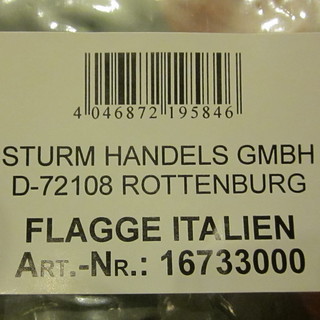 4 046872 195846
STURM HANDELS GMBH
D-72108 ROTTENBURG
FLAGGE ITALIEN
ART.-NR.: 16733000